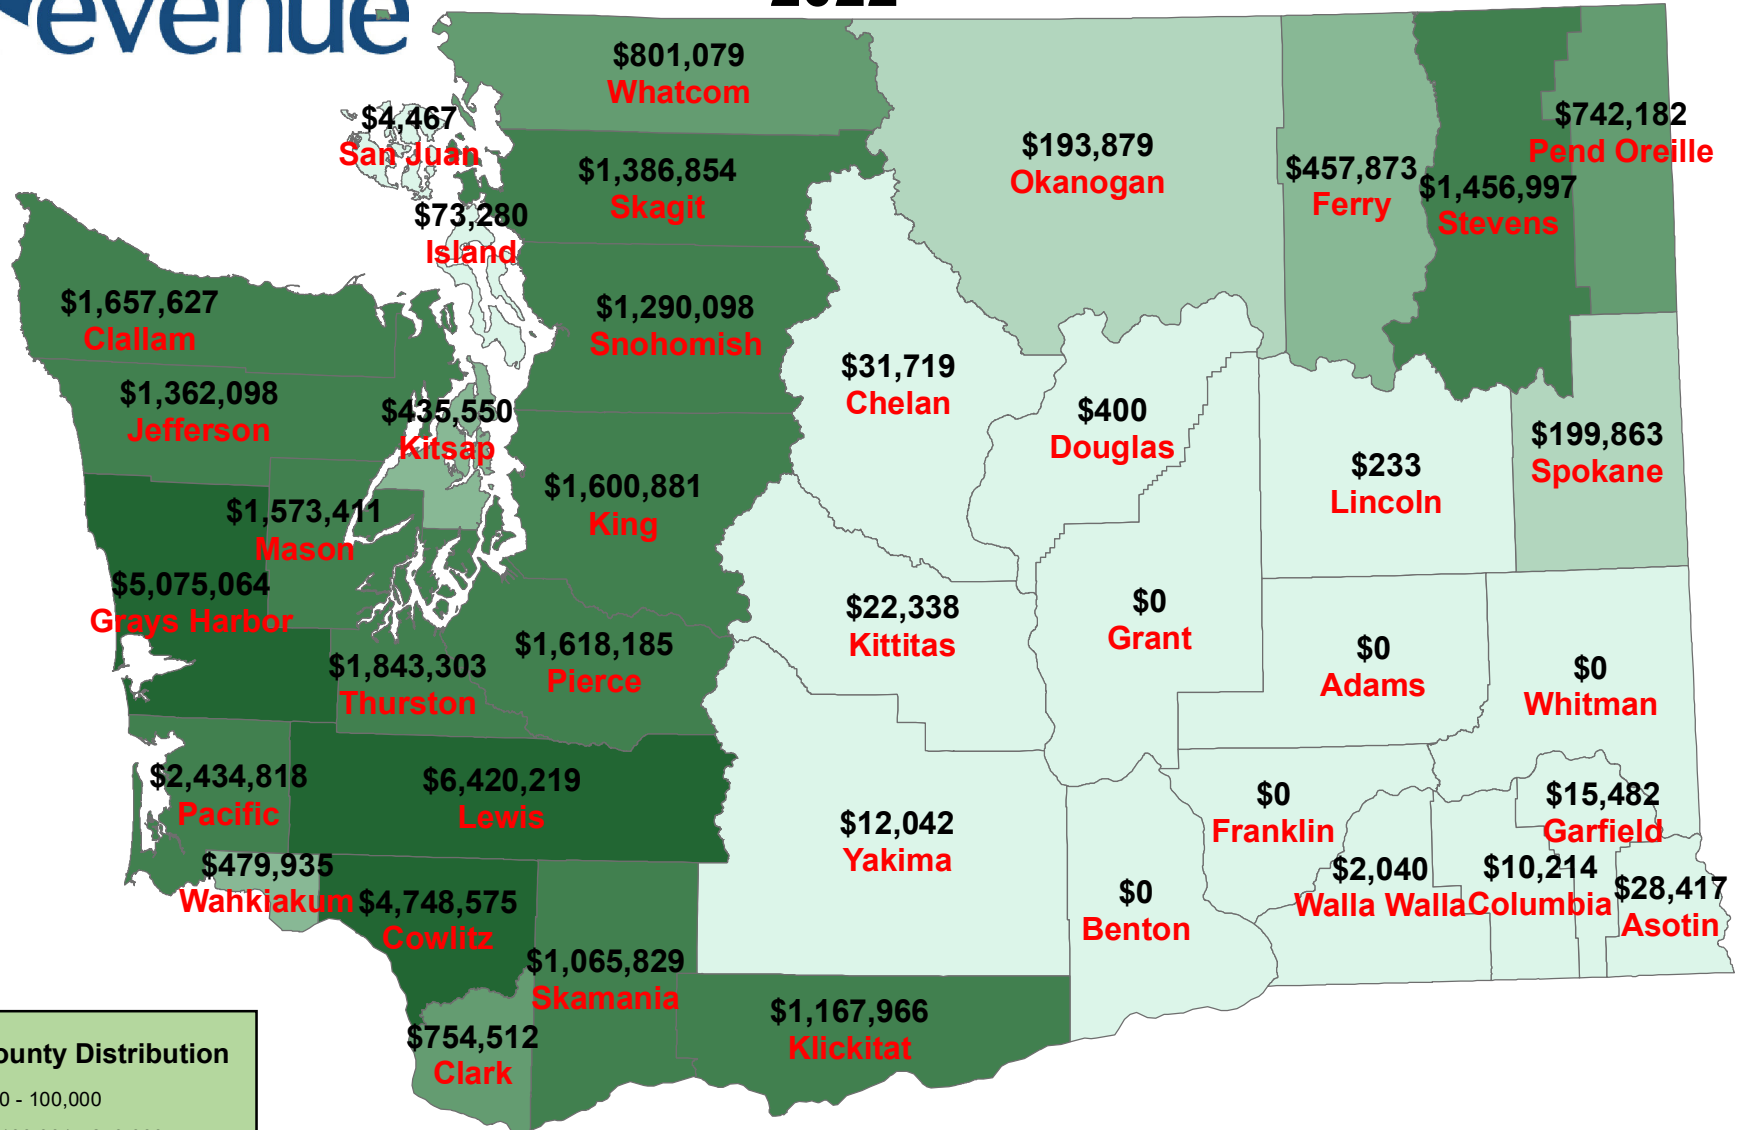 evenue
2022
$801,079
Whatcom
$4,467
San Juan
$1,386,854
Skagit
$73,280
Island
$193,879
Okanogan
$457,873
Ferry
$1,456,997
Stevens
$742,182
Pend Oreille
$1,657,627
Clallam
$1,290,098
Snohomish
$1,362,098
Jefferson
$435,550
Kitsap
$31,719
Chelan
$400
Douglas
$233
Lincoln
$199,863
Spokane
$1,573,411
Mason
$1,600,881
King
$5,075,064
Grays Harbor
$22,338
Kittitas
$0
Grant
$0
Adams
$0
Whitman
$1,843,303
Thurston
$1,618,185
Pierce
$2,434,818
Pacific
$6,420,219
Lewis
$12,042
Yakima
$0
Franklin
$15,482
Garfield
$479,935
Wahkiakum
$4,748,575
Cowlitz
$0
Benton
$2,040
Walla Walla
$10,214
Columbia
$28,417
Asotin
$1,065,829
Skamania
$754,512
Clark
$1,167,966
Klickitat
ounty Distribution
0 - 100,000